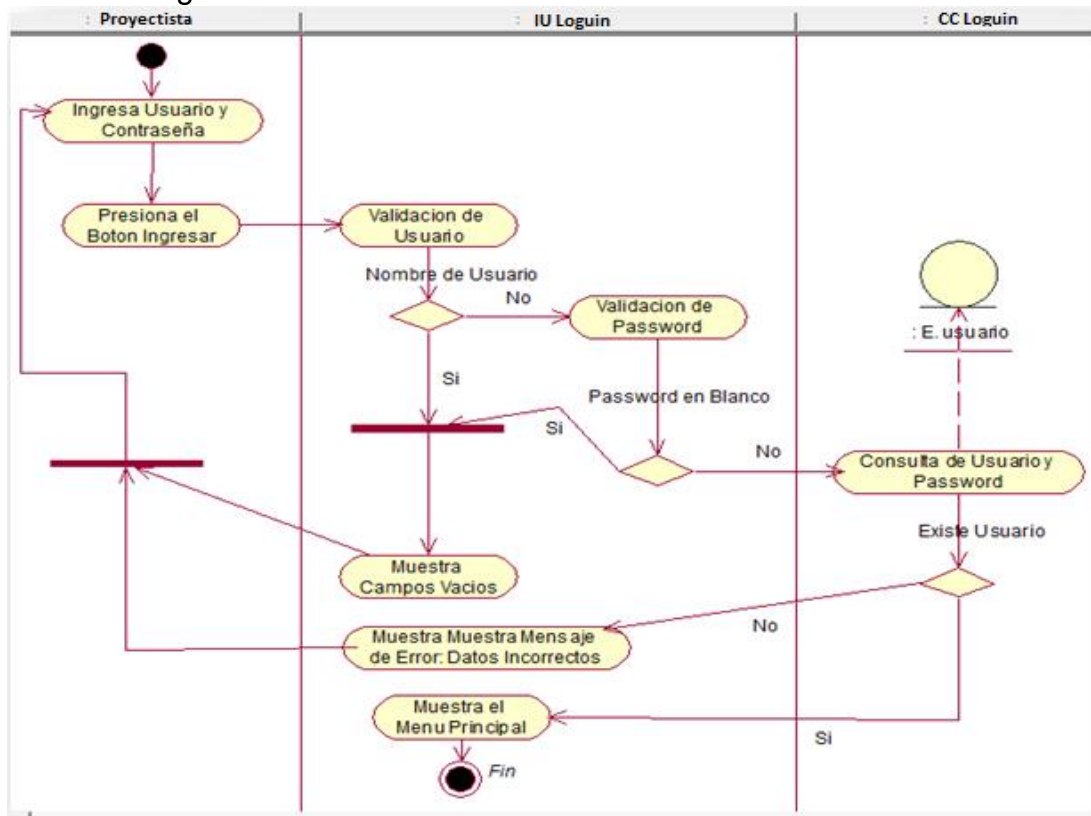 : Proyectista
: IU Loguin
: CC Loguin
Ingresa Usuario y
Contraseña
Presiona el
Boton Ingresar
Validacion de
Usuario
Nombre de Usuario
No
Validacion de
Password
: E. usuario
Si
Password en Blanco
Si
No
Consulta de Usuario y
Password
Existe Usuario
Muestra
Campos Vacios
No
Muestra Muestra Mensaje
de Error: Datos Incorrectos
Muestra el
Menu Principal
Si
Fin